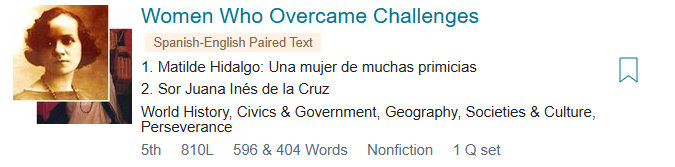 Women Who Overcame Challenges
Spanish-English Paired Text
1. Matilde Hidalgo: Una mujer de muchas primicias
2. Sor Juana Inés de la Cruz
World History, Civics & Government, Geography, Societies & Culture,
Perseverance
5th 810L 596 & 404 Words Nonfiction 1 Q set